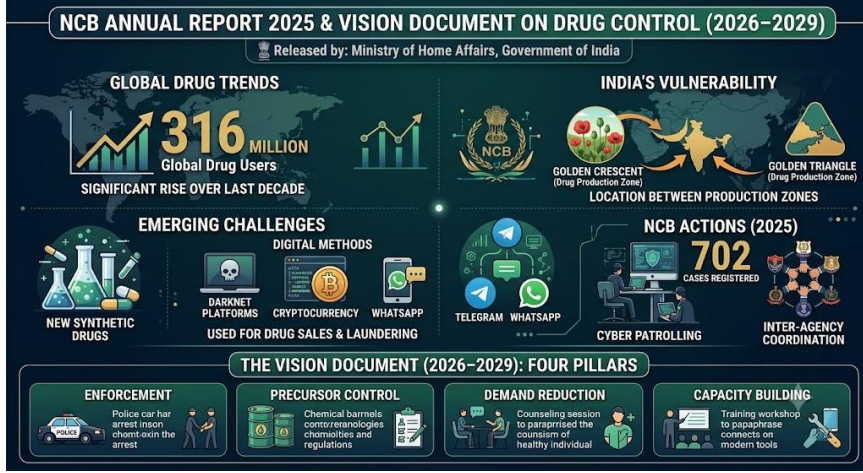 NCB ANNUAL REPORT 2025 & VISION DOCUMENT ON DRUG CONTROL (2026–2029)
Released by: Ministry of Home Affairs, Government of India
GLOBAL DRUG TRENDS
316 MILLION
Global Drug Users
SIGNIFICANT RISE OVER LAST DECADE
INDIA'S VULNERABILITY
NCB
GOLDEN CRESCENT
(Drug Production Zone)
GOLDEN TRIANGLE
(Drug Production Zone)
LOCATION BETWEEN PRODUCTION ZONES
EMERGING CHALLENGES
NEW SYNTHETIC
DRUGS
DIGITAL METHODS
DARKNET
PLATFORMS
CRYPTOCURRENCY
WHATSAPP
USED FOR DRUG SALES & LAUNDERING
TELEGRAM
WHATSAPP
NCB ACTIONS (2025)
702
CASES REGISTERED
CYBER PATROLLING
INTER-AGENCY
COORDINATION
THE VISION DOCUMENT (2026–2029): FOUR PILLARS
ENFORCEMENT
Police car har
arrest inson
chomt‹oxin the
arrest
POLICE
PRECURSOR CONTROL
Chemical barrnels
chamoities and
regulations
DEMAND REDUCTION
Counseling session
to paraprised the
counsism of
healthy individual
CAPACITY BUILDING
Training workshop
to papaphrase
connects on
modern tools